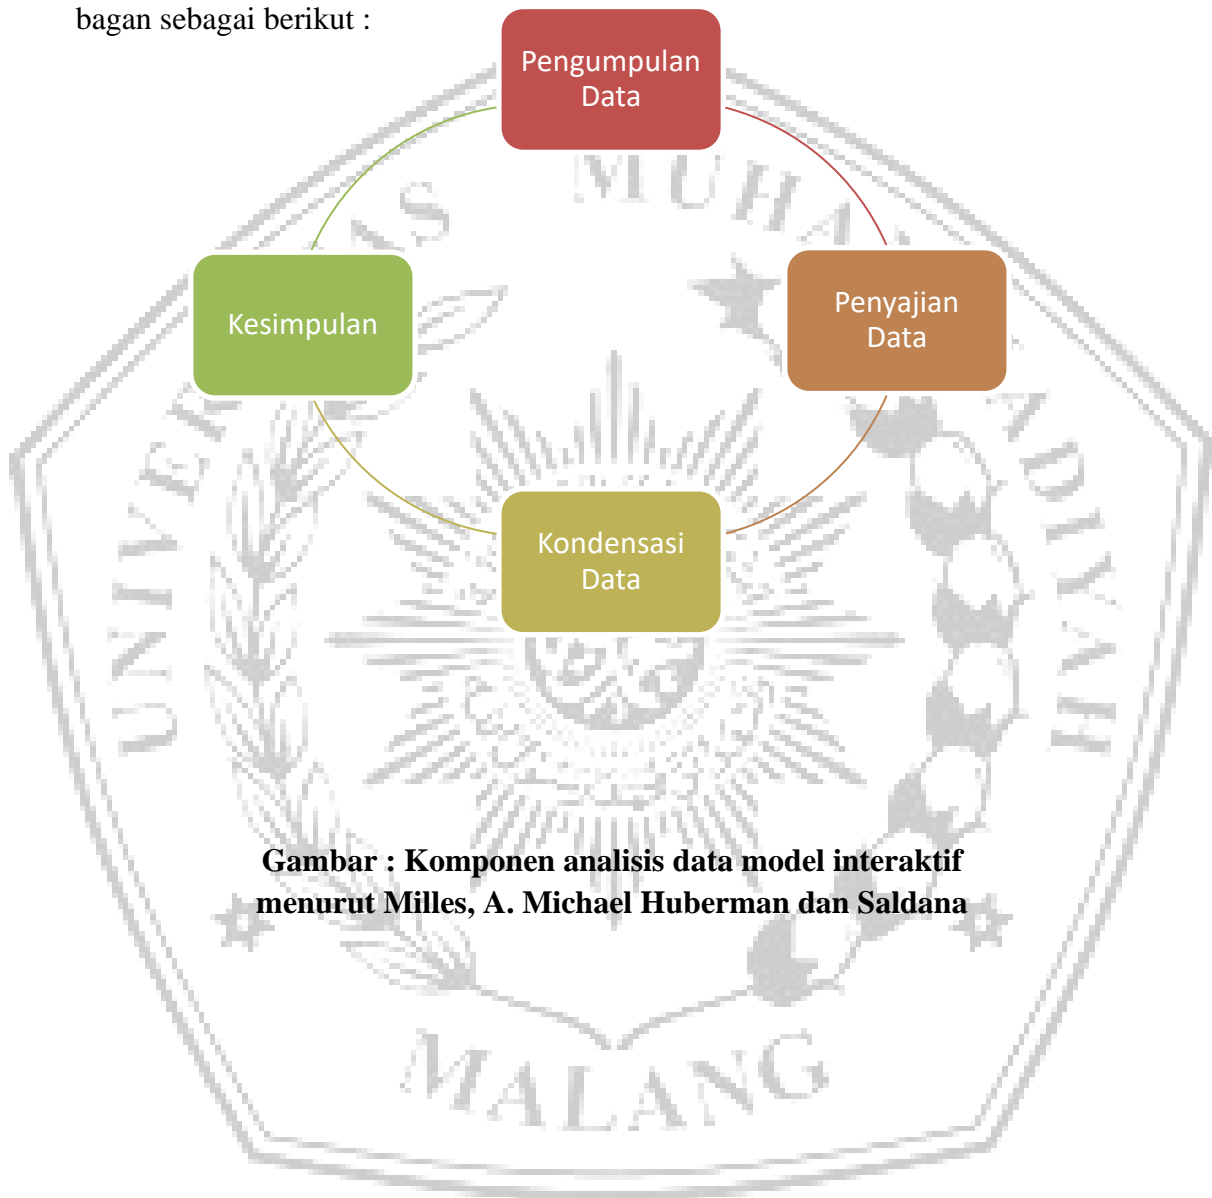 bagan sebagai berikut :
Pengumpulan
Data
Kesimpulan
Penyajian
Data
Kondensasi
Data
Gambar : Komponen analisis data model interaktif
menurut Milles, A. Michael Huberman dan Saldana
MALANG